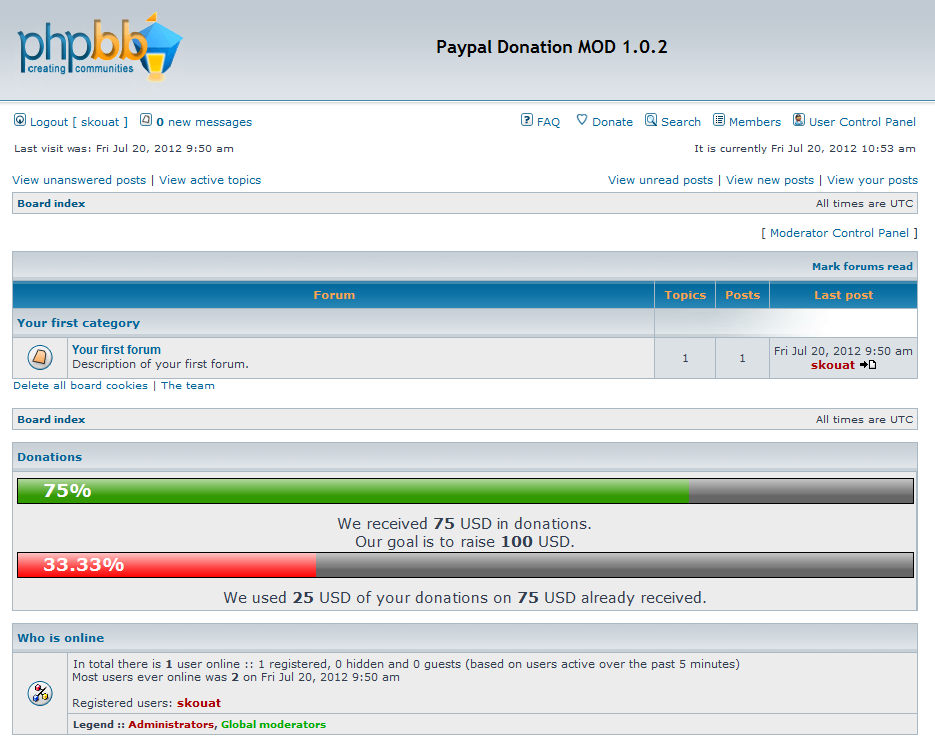 phpBB
creating communities
Paypal Donation MOD 1.0.2
Logout [ skouat ] 0 new messages
FAQ Donate Search Members User Control Panel
Last visit was: Fri Jul 20, 2012 9:50 am
It is currently Fri Jul 20, 2012 10:53 am
View unanswered posts | View active topics
View unread posts | View new posts | View your posts
Board index
All times are UTC
[ Moderator Control Panel ]
Mark forums read
Forum Topics Posts Last post
Your first category
Your first forum
Description of your first forum.
1 1
Fri Jul 20, 2012 9:50 am
skouat
Delete all board cookies | The team
Board index
All times are UTC
Donations
75%
We received 75 USD in donations.
Our goal is to raise 100 USD.
33.33%
We used 25 USD of your donations on 75 USD already received.
Who is online
In total there is 1 user online :: 1 registered, 0 hidden and 0 guests (based on users active over the past 5 minutes)
Most users ever online was 2 on Fri Jul 20, 2012 9:50 am
Registered users: skouat
Legend :: Administrators, Global moderators